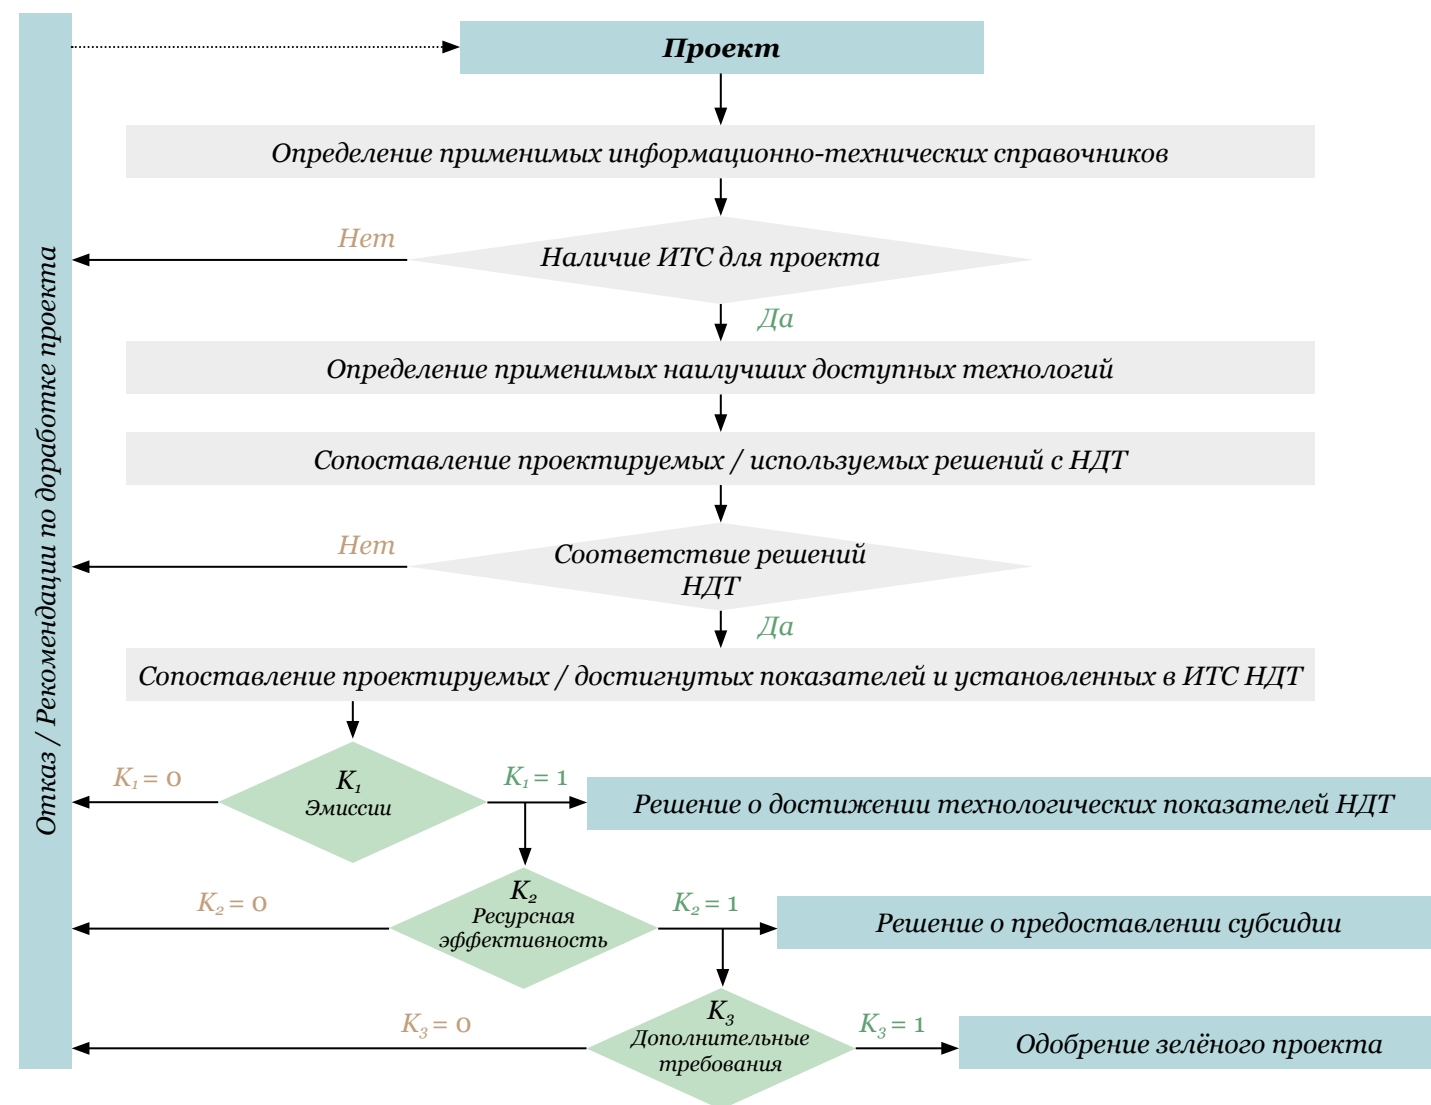 Проект
Определение применимых информационно-технических справочников
Нет
Наличие ИТС для проекта
Да
Определение применимых наилучших доступных технологий
Сопоставление проектируемых / используемых решений с НДТ
Нет
Соответствие решений
НДТ
Да
Сопоставление проектируемых / достигнутых показателей и установленных в ИТС НДТ
K₁ = 0
K₁
Эмиссии
K₁ = 1
Решение о достижении технологических показателей НДТ
K₂ = 0
K₂
Ресурсная
эффективность
K₂ = 1
Решение о предоставлении субсидии
K₃ = 0
K₃
Дополнительные
требования
K₃ = 1
Одобрение зелёного проекта
Отказ / Рекомендации по доработке проекта